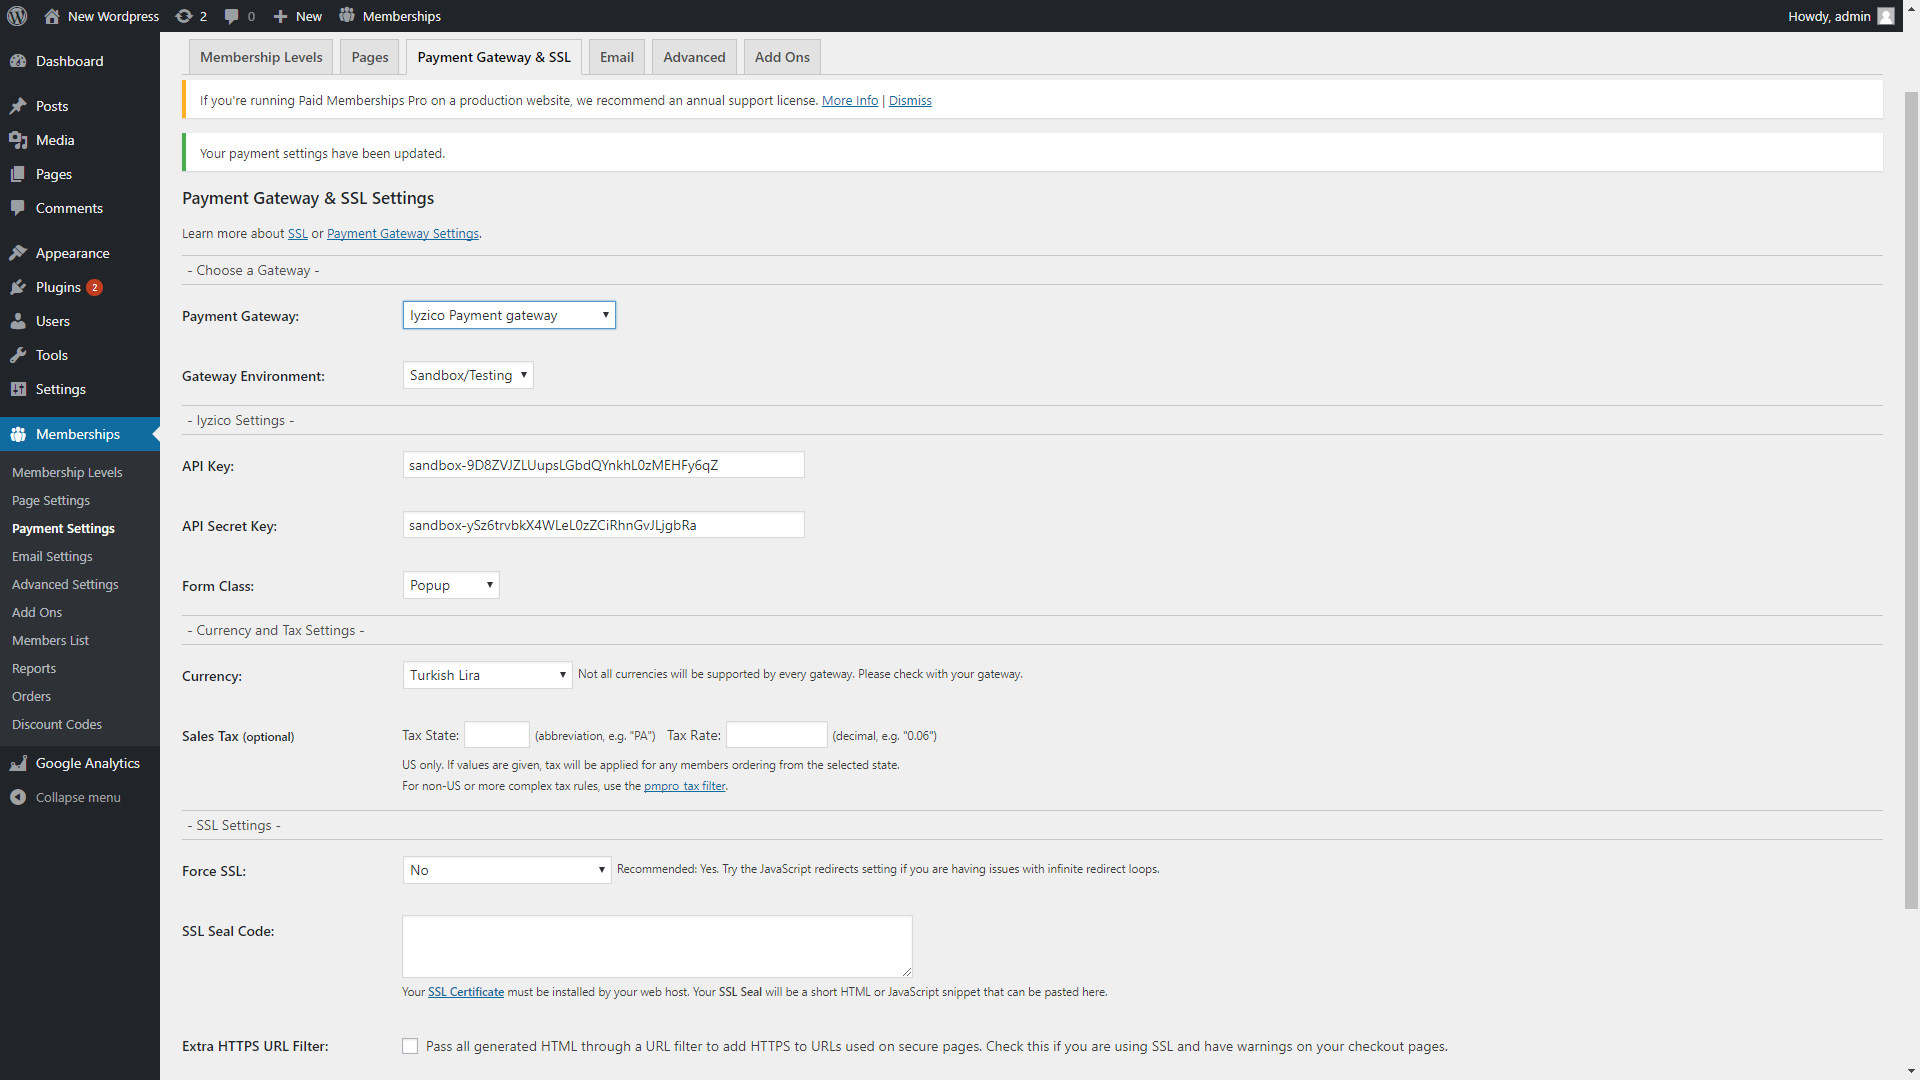 New Wordpress 2 0 New Memberships Howdy, admin
Dashboard
Posts
Media
Pages
Comments
Appearance
Plugins 2
Users
Tools
Settings
Memberships
Membership Levels
Page Settings
Payment Settings
Email Settings
Advanced Settings
Add Ons
Members List
Reports
Orders
Discount Codes
Google Analytics
Collapse menu
Membership Levels Pages Payment Gateway & SSL Email Advanced Add Ons
If you're running Paid Memberships Pro on a production website, we recommend an annual support license. More Info | Dismiss
Your payment settings have been updated.
Payment Gateway & SSL Settings
Learn more about SSL or Payment Gateway Settings.
- Choose a Gateway -
Payment Gateway: Iyzico Payment gateway
Gateway Environment: Sandbox/Testing
- Iyzico Settings -
API Key: sandbox-9D8ZVJZLUupsLGbdQYnkhL0zMEHFy6qZ
API Secret Key: sandbox-ySz6trvbkX4WLeL0zZCiRhnGvJLjgbRa
Form Class: Popup
- Currency and Tax Settings -
Currency: Turkish Lira Not all currencies will be supported by every gateway. Please check with your gateway.
Sales Tax (optional) Tax State: (abbreviation, e.g. "PA") Tax Rate: (decimal, e.g. "0.06")
US only. If values are given, tax will be applied for any members ordering from the selected state.
For non-US or more complex tax rules, use the pmpro_tax filter.
- SSL Settings -
Force SSL: No Recommended: Yes. Try the JavaScript redirects setting if you are having issues with infinite redirect loops.
SSL Seal Code:
Your SSL Certificate must be installed by your web host. Your SSL Seal will be a short HTML or JavaScript snippet that can be pasted here.
Extra HTTPS URL Filter: Pass all generated HTML through a URL filter to add HTTPS to URLs used on secure pages. Check this if you are using SSL and have warnings on your checkout pages.